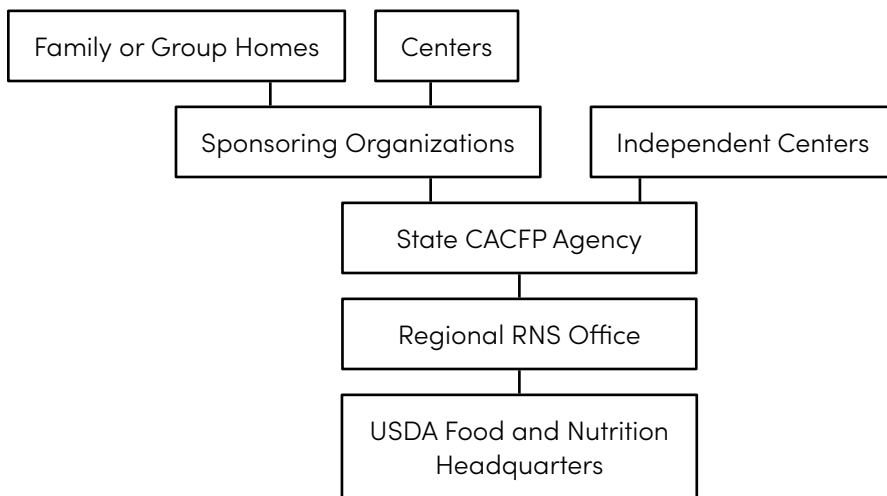 Family or Group Homes
Centers
Sponsoring Organizations
Independent Centers
State CACFP Agency
Regional RNS Office
USDA Food and Nutrition
Headquarters